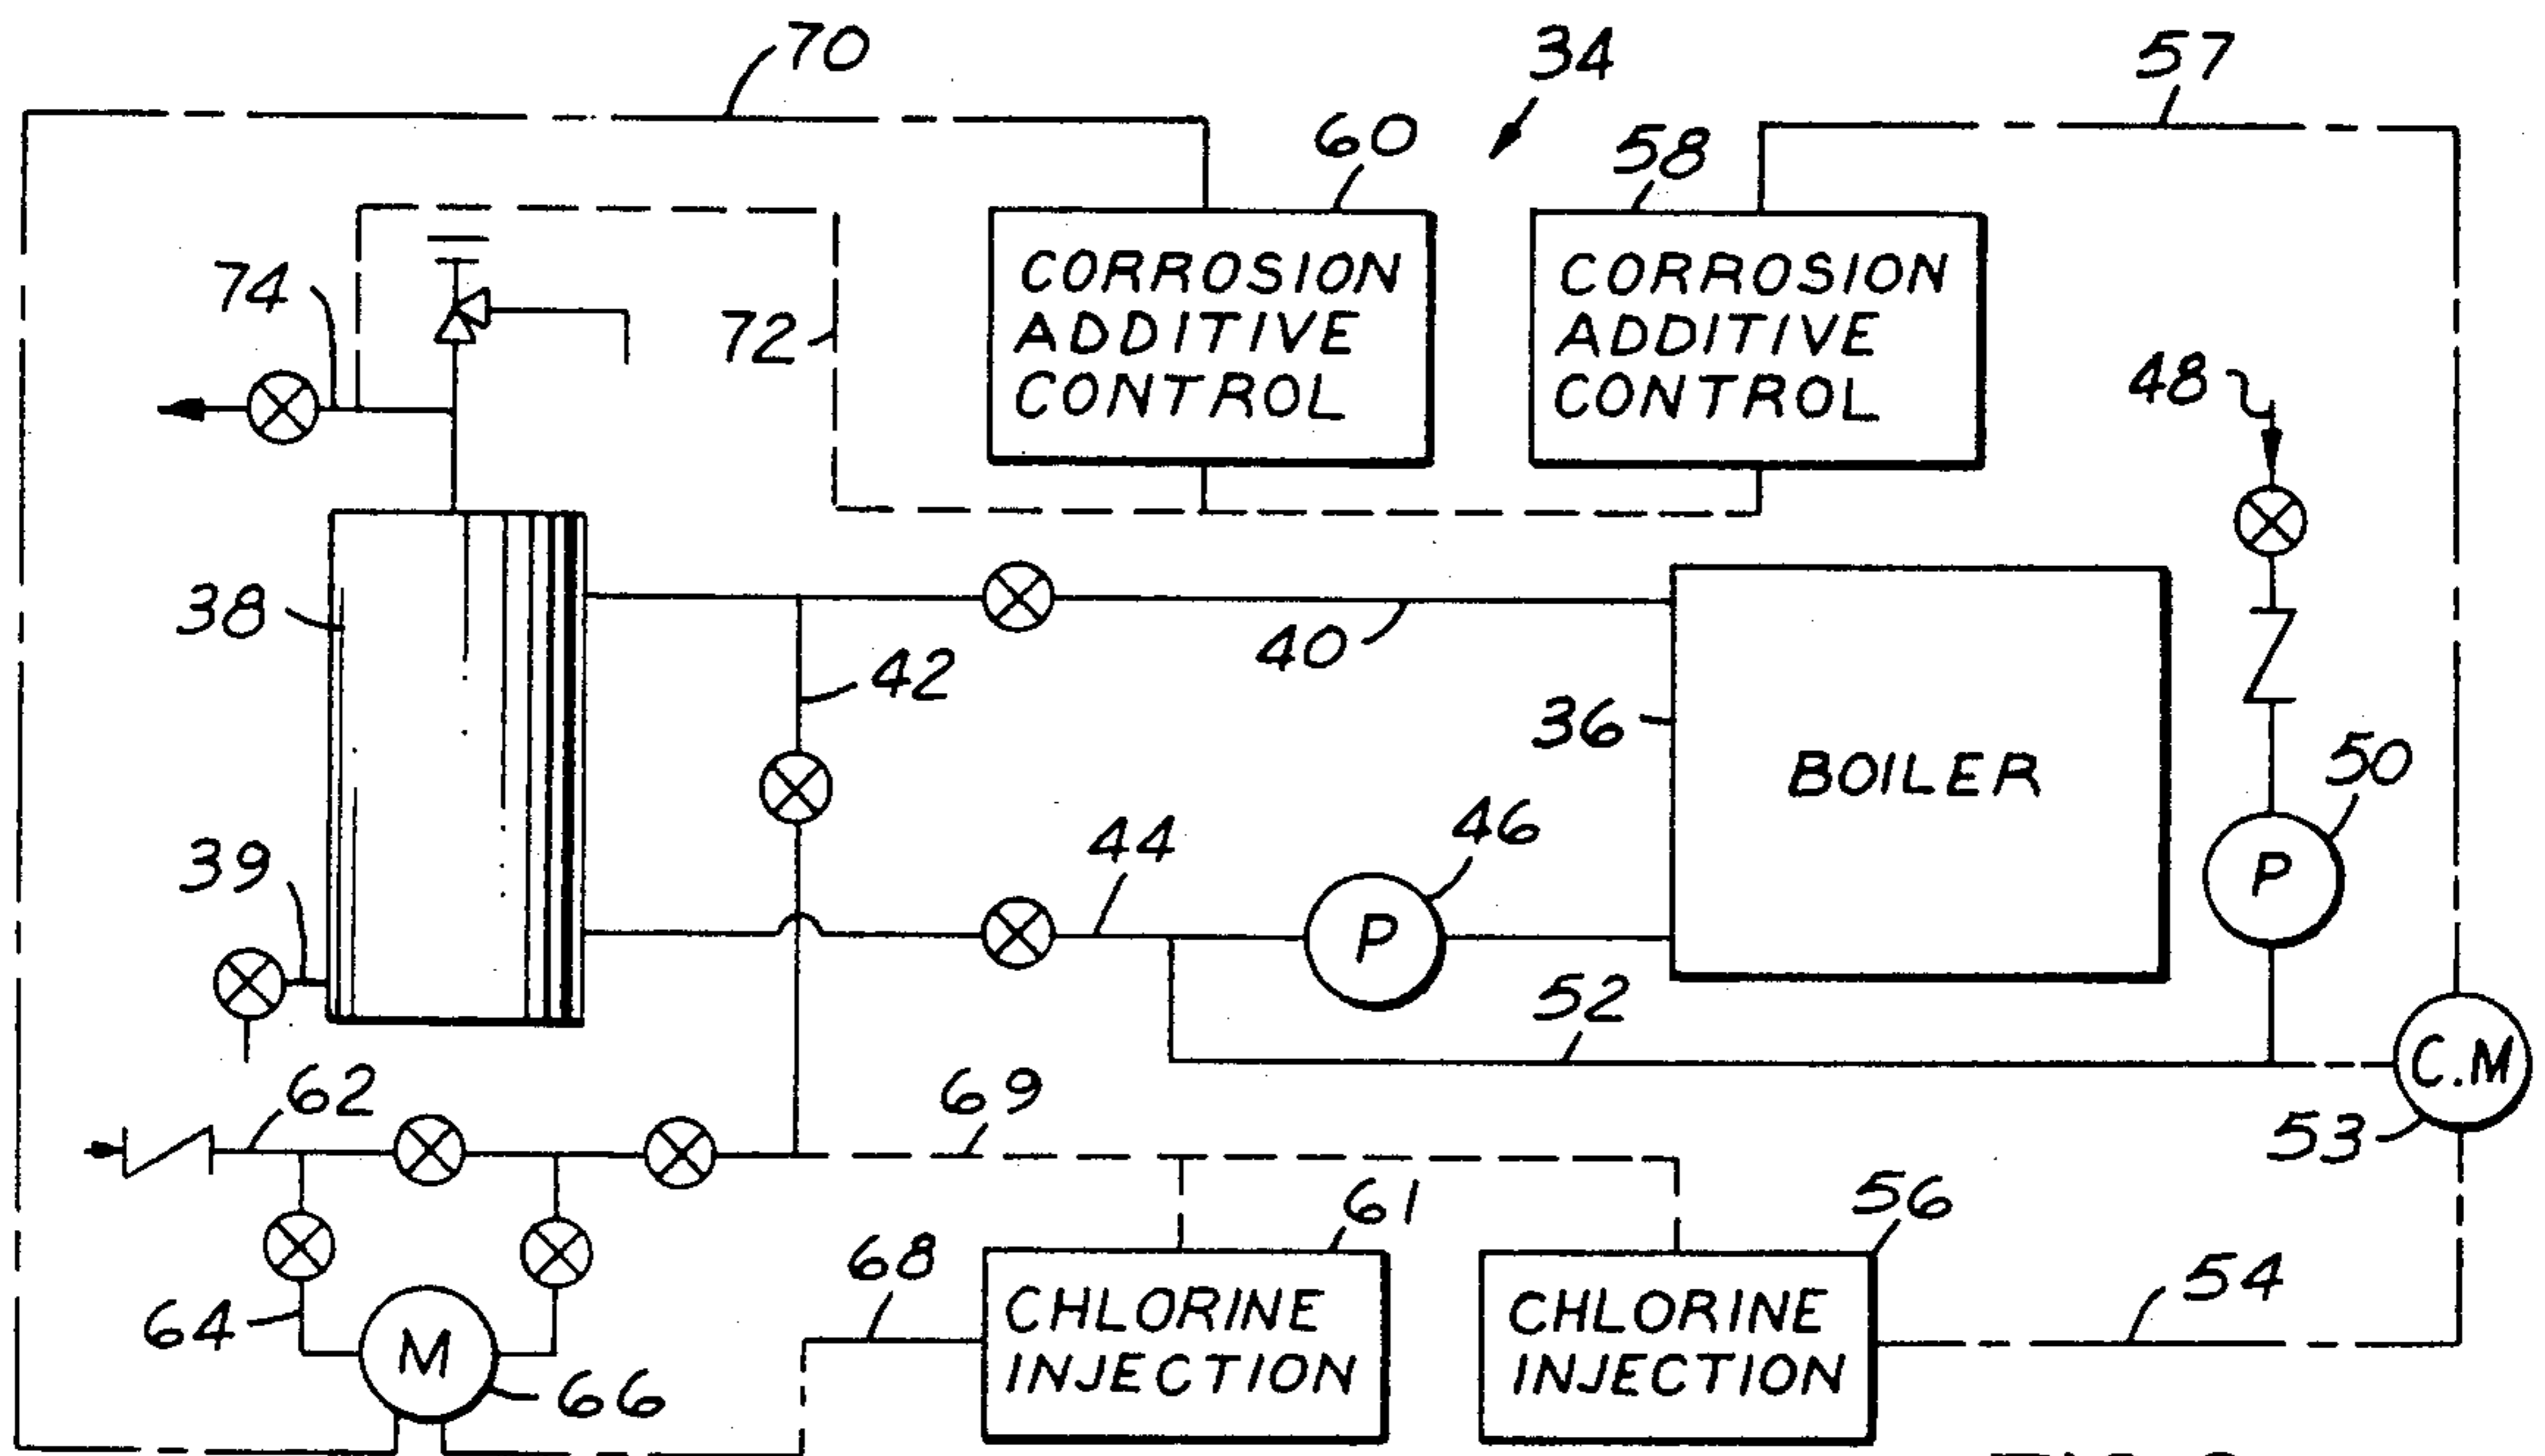 70
34
57
60
58
CORROSION
ADDITIVE
CONTROL
CORROSION
ADDITIVE
CONTROL
74
72
48
38
40
42
36
BOILER
50
P
39
44
46
P
52
C.M
53
62
69
61
56
68
54
64
M
66
CHLORINE
INJECTION
CHLORINE
INJECTION